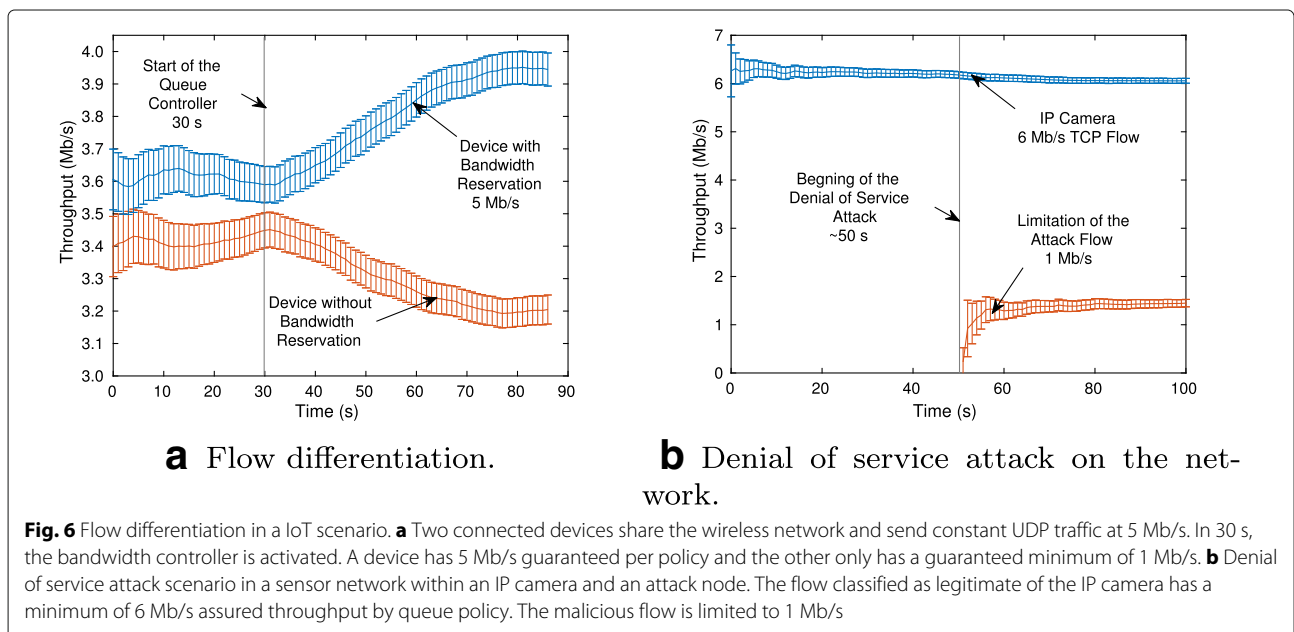 4.0
3.9
3.8
3.7
3.6
3.5
3.4
3.3
3.2
3.1
3.0
Throughput (Mb/s)
Start of the
Queue
Controller
30 s
Device with
Bandwidth
Reservation
5 Mb/s
Device without
Bandwidth
Reservation
0 10 20 30 40 50 60 70 80 90
Time (s)
a Flow differentiation.
7
6
5
4
3
2
1
0
Throughput (Mb/s)
IP Camera
6 Mb/s TCP Flow
Begning of the
Denial of Service
Attack
~50 s
Limitation of the
Attack Flow
1 Mb/s
0 20 40 60 80 100
Time (s)
b Denial of service attack on the net-
work.
Fig. 6 Flow differentiation in a IoT scenario. a Two connected devices share the wireless network and send constant UDP traffic at 5 Mb/s. In 30 s,
the bandwidth controller is activated. A device has 5 Mb/s guaranteed per policy and the other only has a guaranteed minimum of 1 Mb/s. b Denial
of service attack scenario in a sensor network within an IP camera and an attack node. The flow classified as legitimate of the IP camera has a
minimum of 6 Mb/s assured throughput by queue policy. The malicious flow is limited to 1 Mb/s